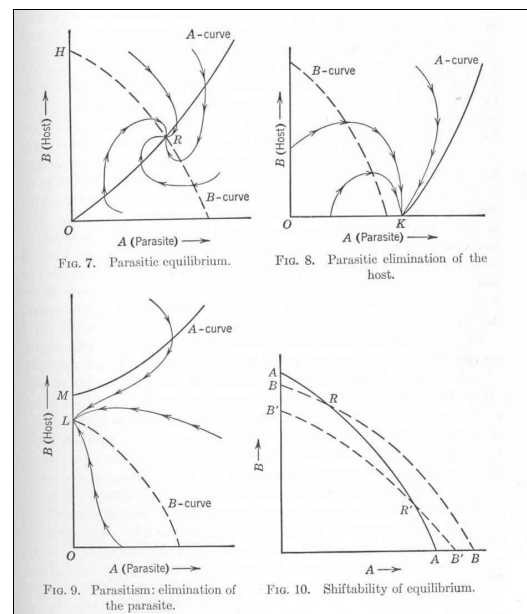 H
A-curve
R
B-curve
O
B (Host) ⟶
A (Parasite) ⟶
FIG. 7. Parasitic equilibrium.
A-curve
B-curve
O
K
B (Host) ⟶
A (Parasite) ⟶
FIG. 8. Parasitic elimination of the
host.
A-curve
M
L
B-curve
O
B (Host) ⟶
A (Parasite) ⟶
FIG. 9. Parasitism: elimination of
the parasite.
A
B
B'
R
R'
B ⟶
A B' B
A ⟶
FIG. 10. Shiftability of equilibrium.